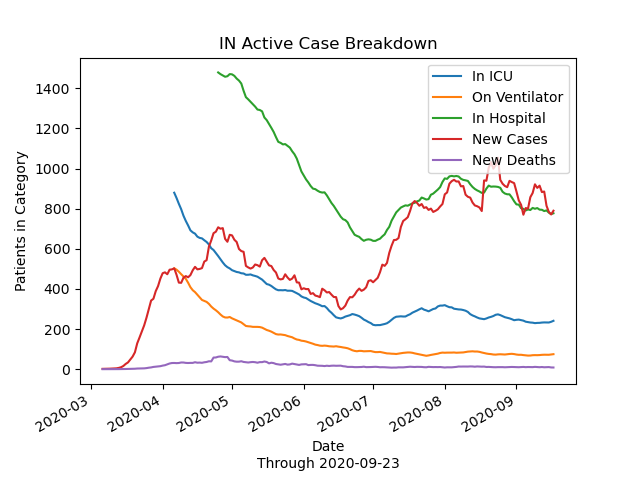 IN Active Case Breakdown
1400
1200
1000
800
600
400
200
0
Patients in Category
In ICU
On Ventilator
In Hospital
New Cases
New Deaths
2020-03
2020-04
2020-05
2020-06
2020-07
2020-08
2020-09
Date
Through 2020-09-23